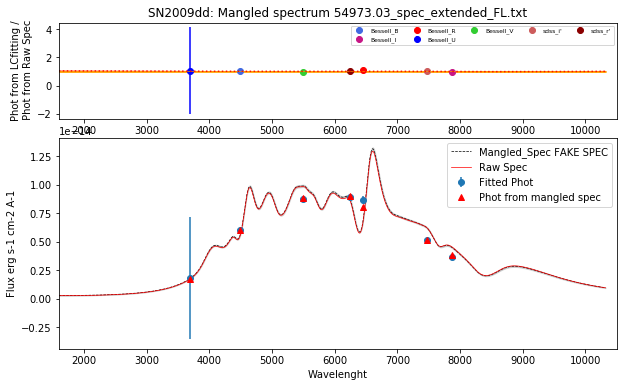 SN2009dd: Mangled spectrum 54973.03_spec_extended_FL.txt
Phot from LCfitting /
Phot from Raw Spec
4
2
0
−2
Bessell_B
Bessell_I
Bessell_R
Bessell_U
Bessell_V
sdss_i'
sdss_r'
2000 3000 4000 5000 6000 7000 8000 9000 10000
1e−14
Flux erg s-1 cm-2 A-1
1.25
1.00
0.75
0.50
0.25
0.00
−0.25
Mangled_Spec FAKE SPEC
Raw Spec
Fitted Phot
Phot from mangled spec
2000 3000 4000 5000 6000 7000 8000 9000 10000
Wavelenght